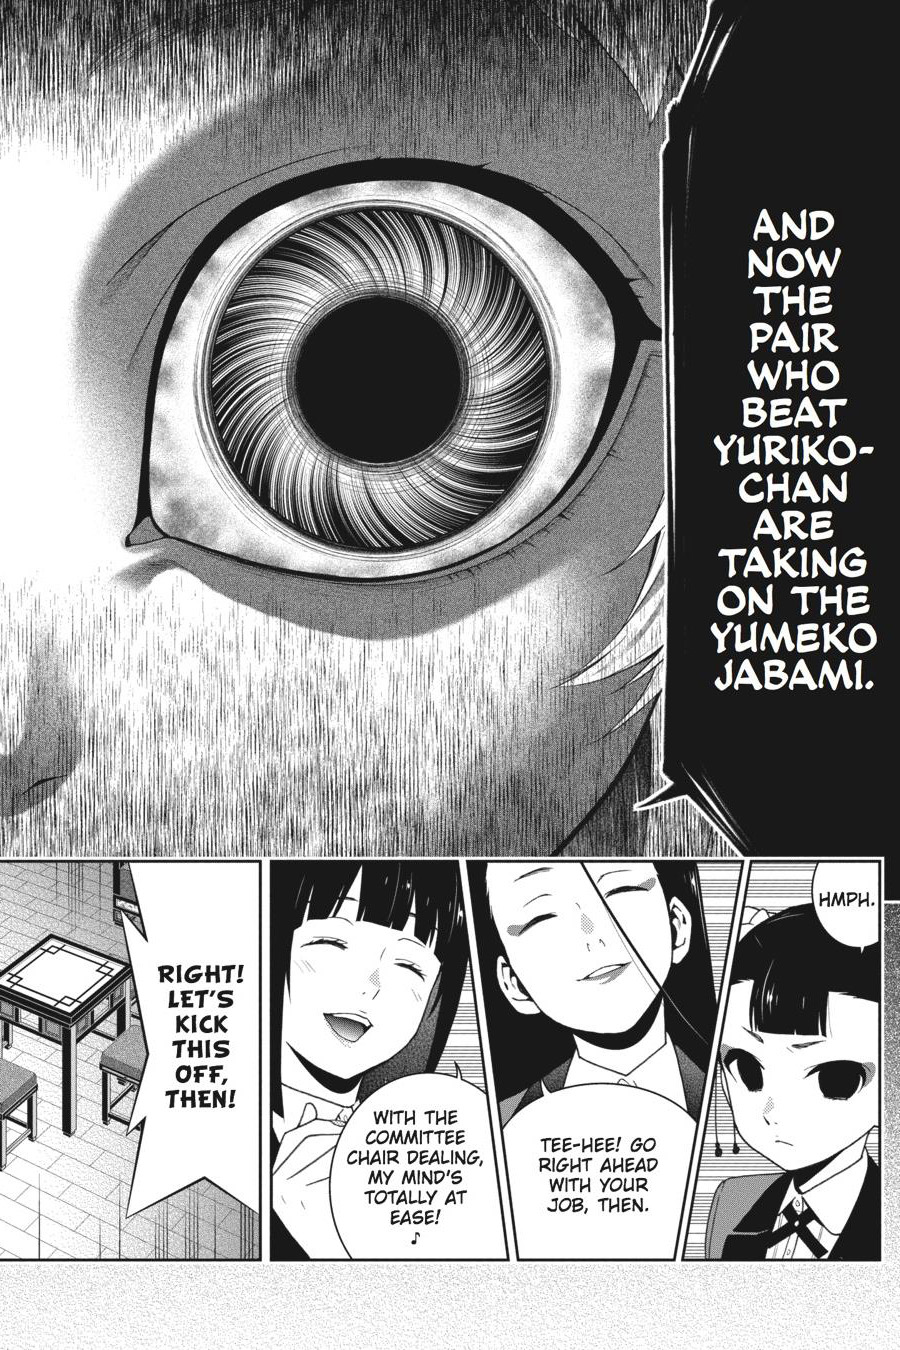 AND
NOW
THE
PAIR
WHO
BEAT
YURIKO-
CHAN
ARE
TAKING
ON THE
YUMEKO
JABAMI.
HMPH.
TEE-HEE! GO
RIGHT AHEAD
WITH YOUR
JOB, THEN.
WITH THE
COMMITTEE
CHAIR DEALING,
MY MIND'S
TOTALLY AT
EASE!
♪
RIGHT!
LET'S
KICK
THIS
OFF,
THEN!